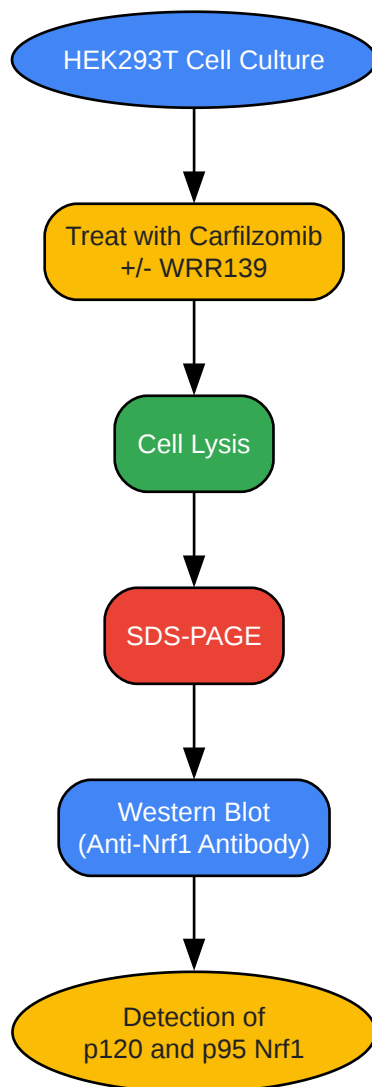 HEK293T Cell Culture
Treat with Carfilzomib
+/- WRR139
Cell Lysis
SDS-PAGE
Western Blot
(Anti-Nrf1 Antibody)
Detection of
p120 and p95 Nrf1